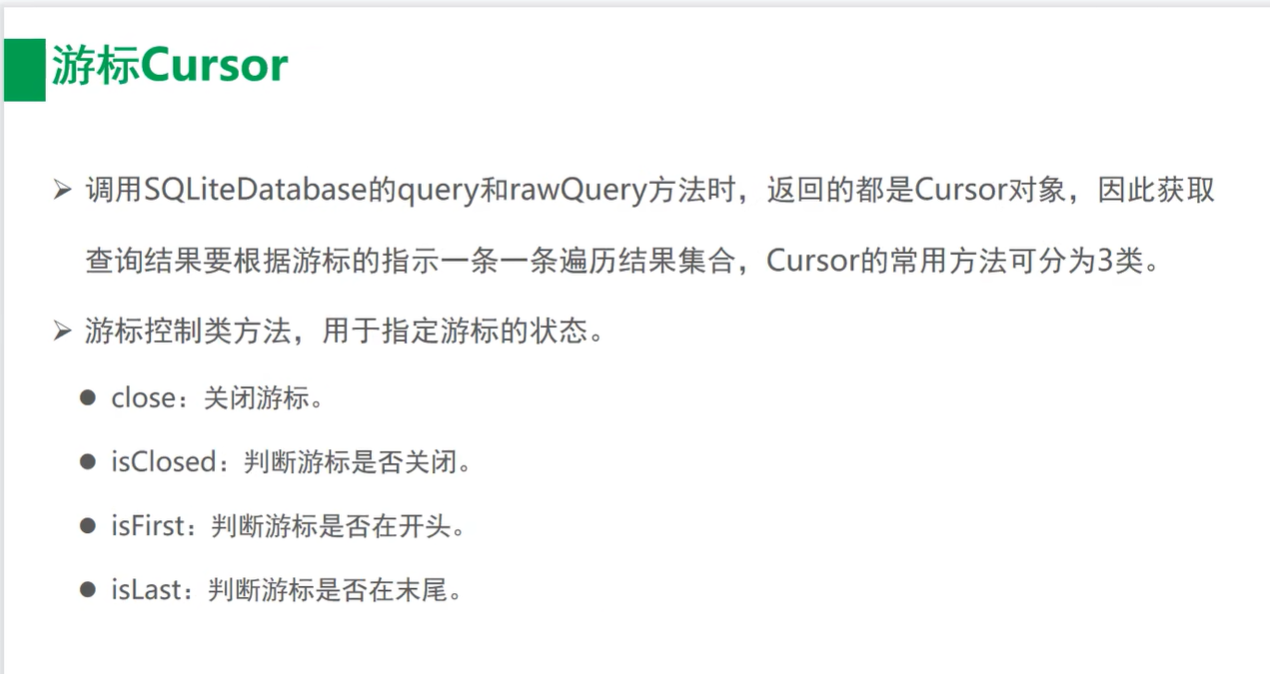 游标Cursor
调用SQLiteDatabase的query和rawQuery方法时，返回的都是Cursor对象，因此获取
查询结果要根据游标的指示一条一条遍历结果集合，Cursor的常用方法可分为3类。
游标控制类方法，用于指定游标的状态。
close：关闭游标。
isClosed：判断游标是否关闭。
isFirst：判断游标是否在开头。
isLast：判断游标是否在末尾。